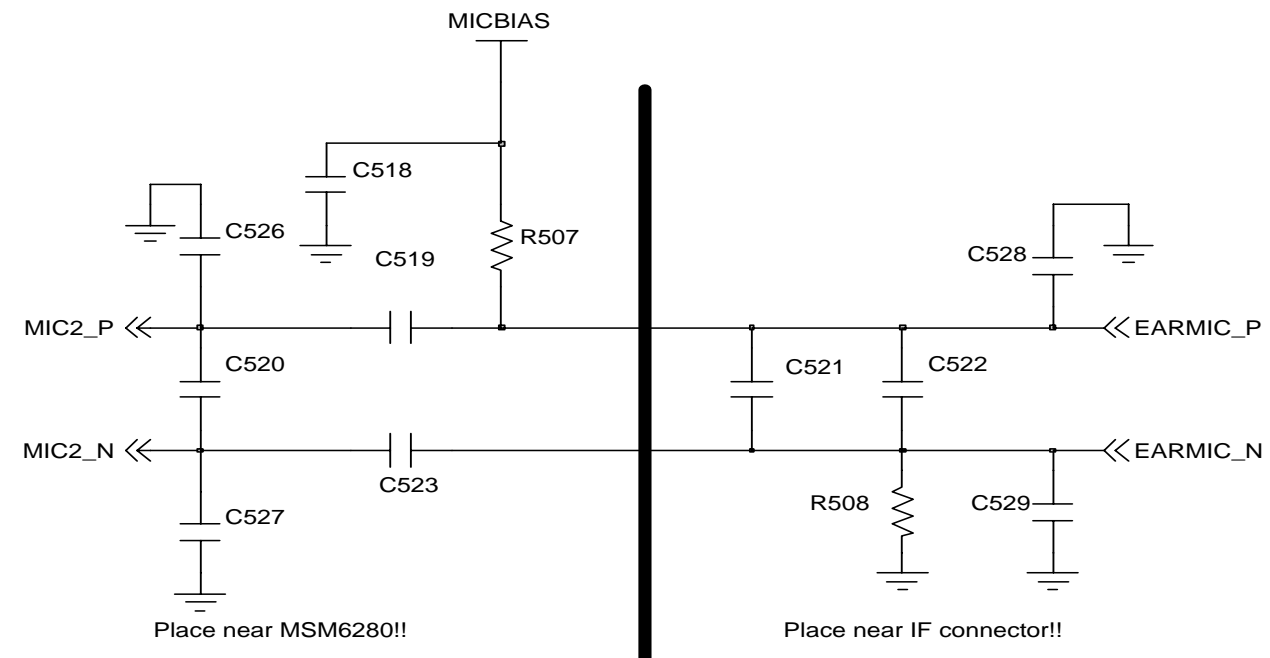 MICBIAS
C518
C526
R507
C519
C528
MIC2_P
EARMIC_P
C520
C521
C522
MIC2_N
EARMIC_N
C523
R508
C529
C527
Place near MSM6280!!
Place near IF connector!!